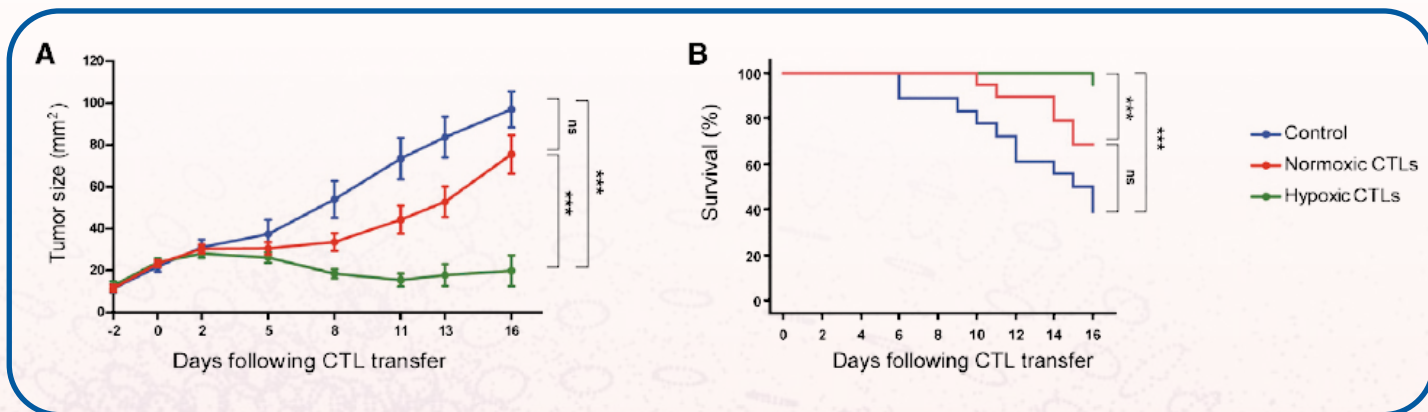 A
Tumor size (mm²)
120
100
80
60
40
20
0
-2 0 2 5 8 11 13 16
Days following CTL transfer
ns
***
***
B
Survival (%)
100
80
60
40
20
0
0 2 4 6 8 10 12 14 16
Days following CTL transfer
***
ns
***
Control
Normoxic CTLs
Hypoxic CTLs